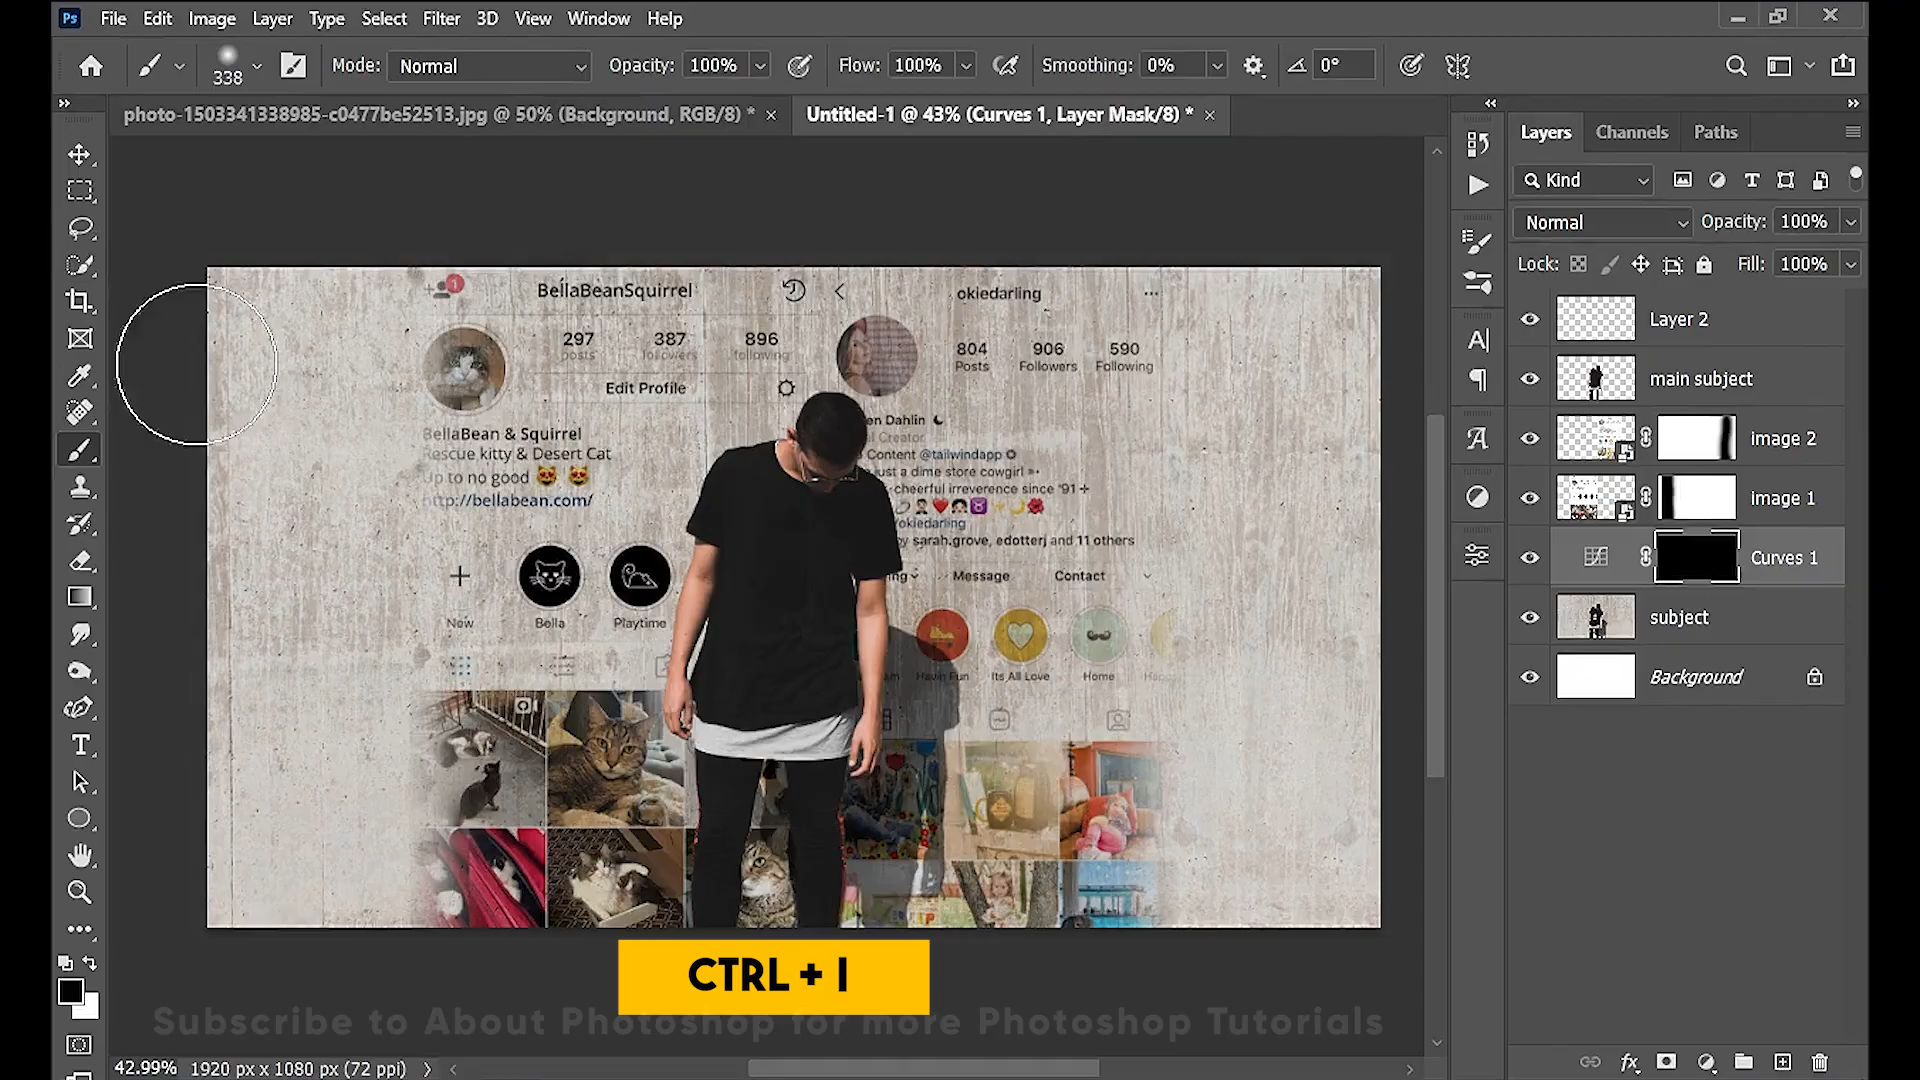 Ps File Edit Image Layer Type Select Filter 3D View Window Help
338 Mode: Normal Opacity: 100% Flow: 100% Smoothing: 0% 0°
photo-1503341338985-c0477be52513.jpg @ 50% (Background, RGB/8) * × Untitled-1 @ 43% (Curves 1, Layer Mask/8) * ×
Layers Channels Paths
Kind
Normal Opacity: 100%
Lock: Fill: 100%
Layer 2
main subject
image 2
image 1
Curves 1
subject
Background
1
BellaBeanSquirrel
297 387 896
posts followers following
Edit Profile
BellaBean & Squirrel
Rescue kitty & Desert Cat
Up to no good
http://bellabean.com/
New Bella Playtime
okiedarling
804 906 590
Posts Followers Following
en Dahlin
l Creator
Content @tailwindapp
just a dime store cowgirl
cheerful irreverence since '91
okiedarling
by sarah.grove, edotterj and 11 others
ng Message Contact
am Havin Fun Its All Love Home
CTRL + I
Subscribe to About Photoshop for more Photoshop Tutorials
42.99% 1920 px x 1080 px (72 ppi)